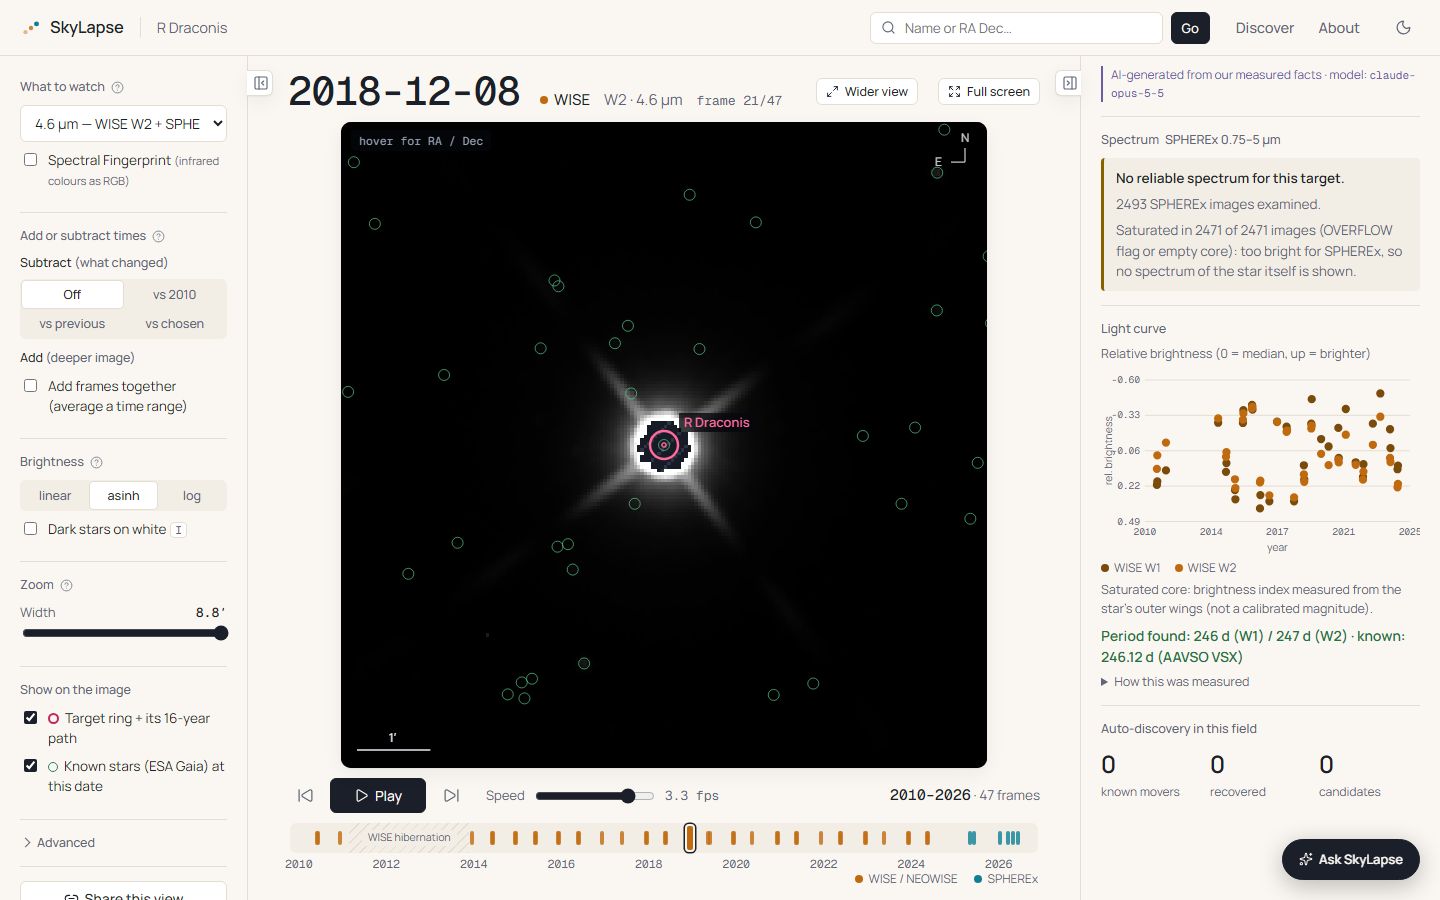 SkyLapse
R Draconis
Name or RA Dec...
Go
Discover
About
What to watch
4.6 µm — WISE W2 + SPHE
Spectral Fingerprint (infrared
colours as RGB)
Add or subtract times
Subtract (what changed)
Off
vs 2010
vs previous
vs chosen
Add (deeper image)
Add frames together
(average a time range)
Brightness
linear
asinh
log
Dark stars on white I
Zoom
Width
8.8′
Show on the image
Target ring + its 16-year
path
Known stars (ESA Gaia) at
this date
Advanced
Share this view
2018-12-08
WISE
W2 · 4.6 µm
frame 21/47
Wider view
Full screen
hover for RA / Dec
N
E
R Draconis
1′
Play
Speed
3.3 fps
2010-2026 · 47 frames
WISE hibernation
2010
2012
2014
2016
2018
2020
2022
2024
2026
WISE / NEOWISE
SPHEREx
AI-generated from our measured facts · model: claude-
opus-5-5
Spectrum SPHEREx 0.75–5 µm
No reliable spectrum for this target.
2493 SPHEREx images examined.
Saturated in 2471 of 2471 images (OVERFLOW
flag or empty core): too bright for SPHEREx, so
no spectrum of the star itself is shown.
Light curve
Relative brightness (0 = median, up = brighter)
-0.60
-0.33
-0.06
0.22
0.49
rel. brightness
2010
2014
2017
2021
2025
year
WISE W1
WISE W2
Saturated core: brightness index measured from the
star's outer wings (not a calibrated magnitude).
Period found: 246 d (W1) / 247 d (W2) · known:
246.12 d (AAVSO VSX)
How this was measured
Auto-discovery in this field
0
0
0
known movers
recovered
candidates
Ask SkyLapse